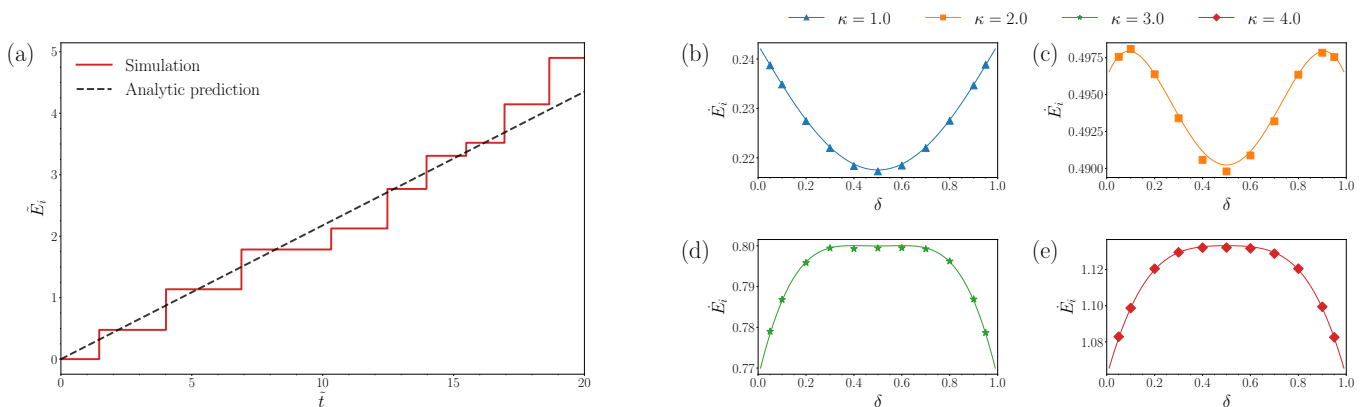 κ = 1.0 κ = 2.0 κ = 3.0 κ = 4.0
(a)
Simulation
Analytic prediction
5
4
3
2
1
0
Ẽ_i
0 5 10 15 20
t̃
(b)
0.24
0.23
0.22
Ė_i
0.0 0.2 0.4 0.6 0.8 1.0
δ
(c)
0.4975
0.4950
0.4925
0.4900
Ė_i
0.0 0.2 0.4 0.6 0.8 1.0
δ
(d)
0.80
0.79
0.78
0.77
Ė_i
0.0 0.2 0.4 0.6 0.8 1.0
δ
(e)
1.12
1.10
1.08
Ė_i
0.0 0.2 0.4 0.6 0.8 1.0
δ